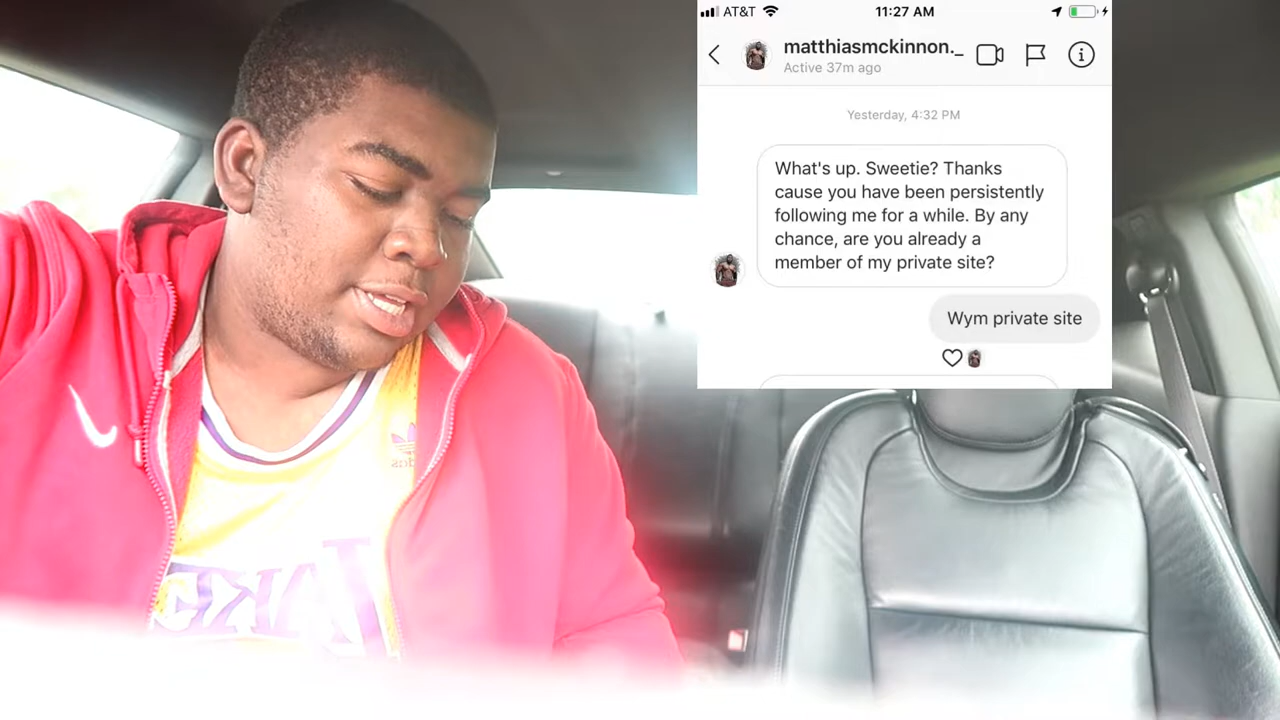 AT&T
11:27 AM
matthiasmckinnon._
Active 37m ago
Yesterday, 4:32 PM
What's up. Sweetie? Thanks
cause you have been persistently
following me for a while. By any
chance, are you already a
member of my private site?
Wym private site
adidas
LAKERS